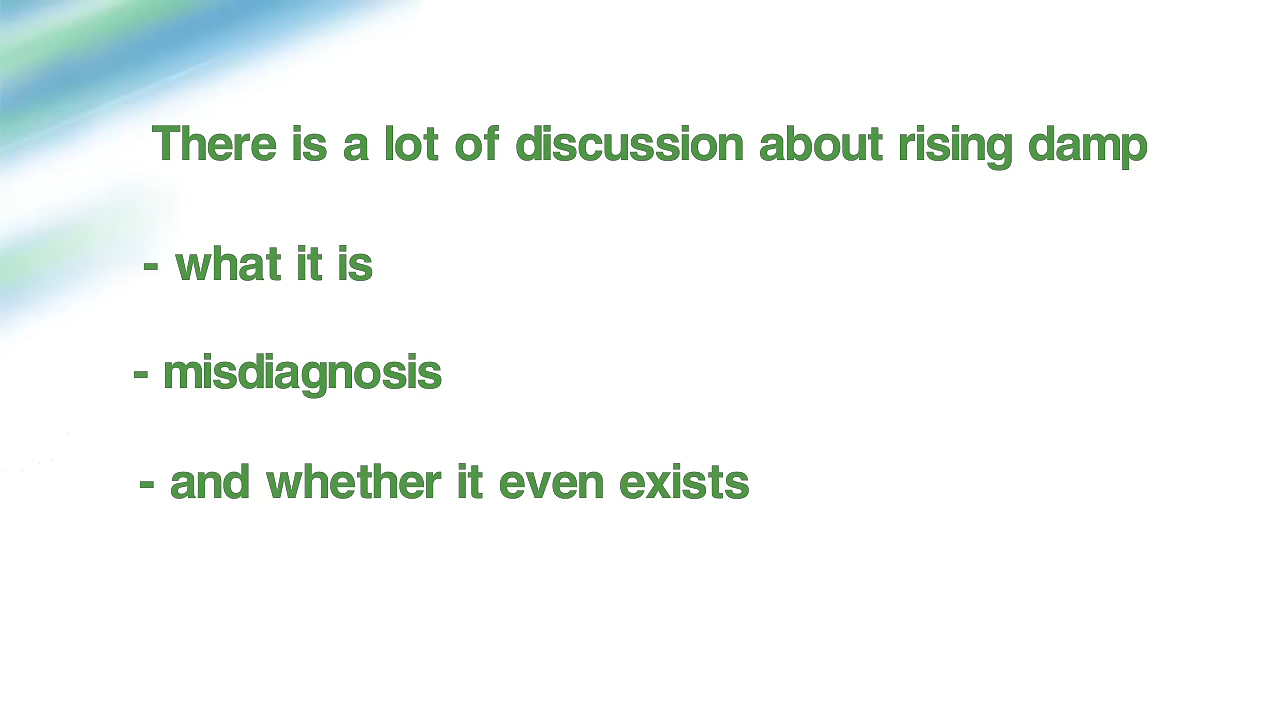 There is a lot of discussion about rising damp
- what it is
- misdiagnosis
- and whether it even exists